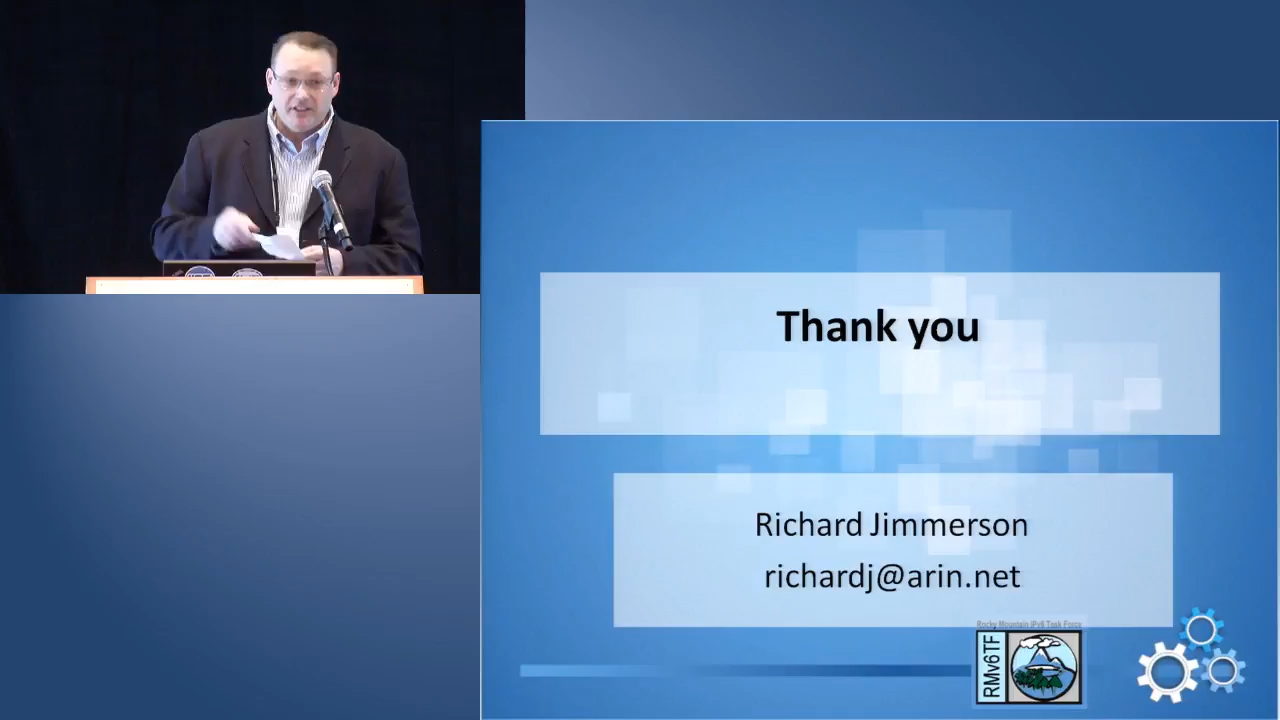 Thank you
Richard Jimmerson
richardj@arin.net
Rocky Mountain IPv6 Task Force
RMv6TF